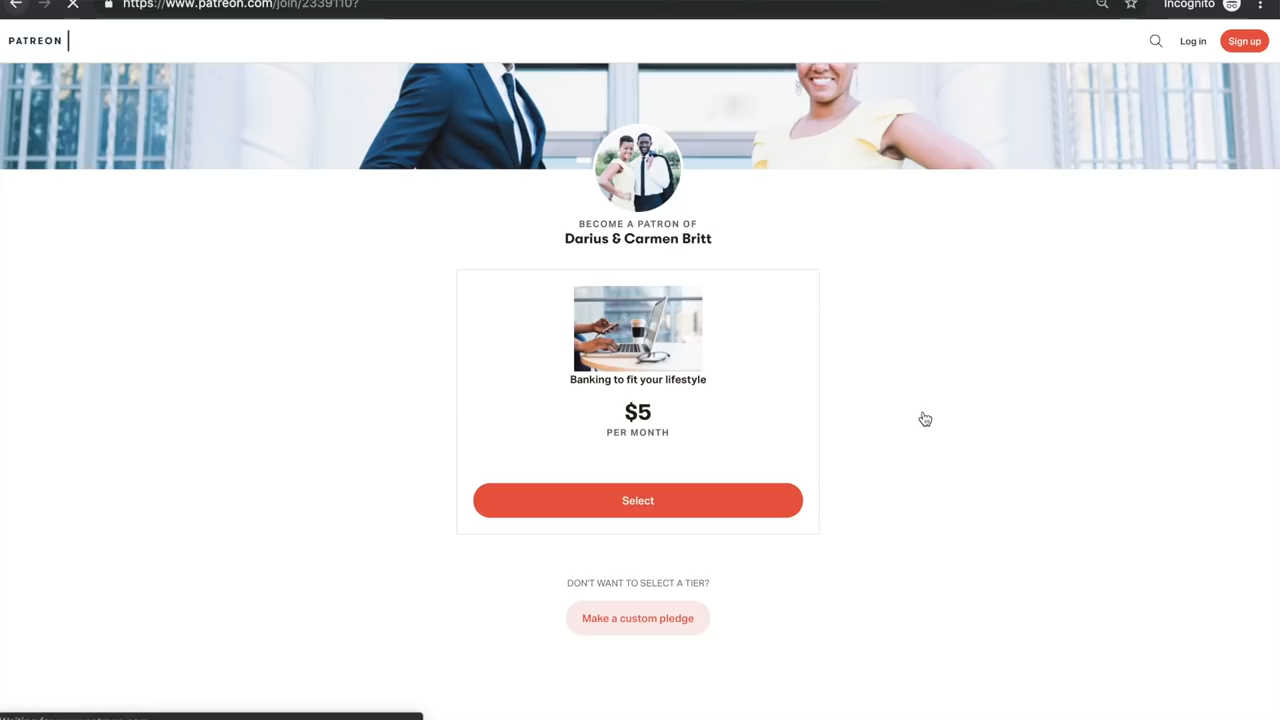 https://www.patreon.com/join/2339110?
Incognito
PATREON
Log in
Sign up
BECOME A PATRON OF
Darius & Carmen Britt
Banking to fit your lifestyle
$5
PER MONTH
Select
DON'T WANT TO SELECT A TIER?
Make a custom pledge